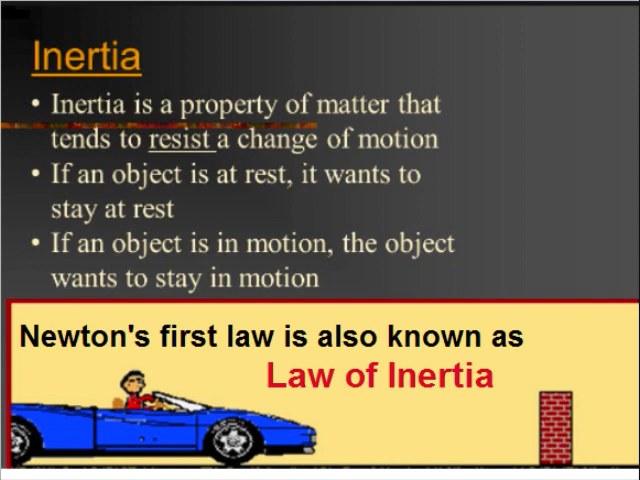 Inertia
• Inertia is a property of matter that
tends to resist a change of motion
• If an object is at rest, it wants to
stay at rest
• If an object is in motion, the object
wants to stay in motion
Newton's first law is also known as
Law of Inertia